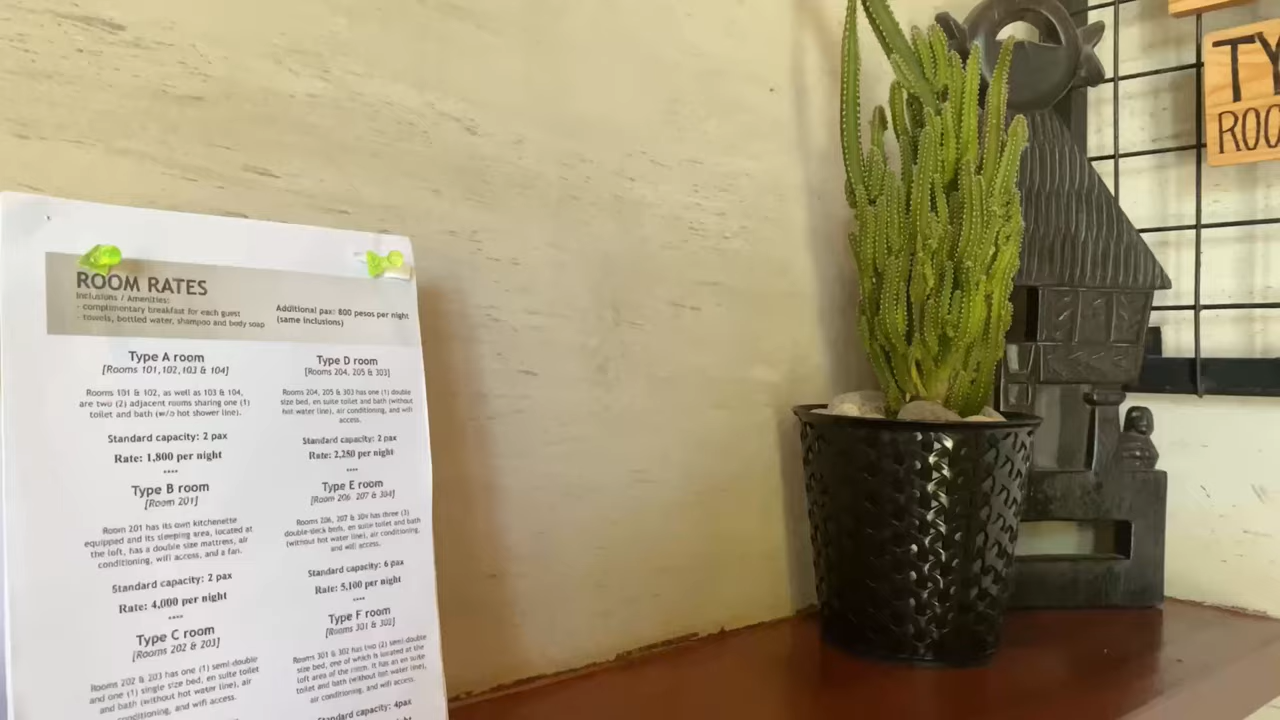 ROOM RATES
Inclusions / Amenities:
- complimentary breakfast for each guest
- towels, bottled water, shampoo and body soap
Additional pax: 800 pesos per night
(same inclusions)
Type A room
[Rooms 101,102,103 & 104]
Rooms 101 & 102, as well as 103 & 104,
are two (2) adjacent rooms sharing one (1)
toilet and bath (w/o hot shower line).
Standard capacity: 2 pax
Rate: 1,800 per night
****
Type B room
[Room 201]
Room 201 has its own kitchenette
equipped and its sleeping area, located at
the loft, has a double size mattress, air
conditioning, wifi access, and a fan.
Standard capacity: 2 pax
Rate: 4,000 per night
****
Type C room
[Rooms 202 & 203]
Rooms 202 & 203 has one (1) semi-double
and one (1) single size bed, en suite toilet
and bath (without hot water line), air
conditioning, and wifi access.
Type D room
[Rooms 204, 205 & 303]
Rooms 204, 205 & 303 has one (1) double
size bed, en suite toilet and bath (without
hot water line), air conditioning, and wifi
access.
Standard capacity: 2 pax
Rate: 2,250 per night
****
Type E room
[Rooms 206, 207 & 304]
Rooms 206, 207 & 304 has three (3)
double-deck beds, en suite toilet and bath
(without hot water line), air conditioning,
and wifi access.
Standard capacity: 6 pax
Rate: 5,100 per night
****
Type F room
[Rooms 301 & 302]
Rooms 301 & 302 has two (2) semi-double
size bed, one of which is located at the
loft area of the room. It has an en suite
toilet and bath (without hot water line),
air conditioning, and wifi access.
Standard capacity: 4pax
TY
ROO